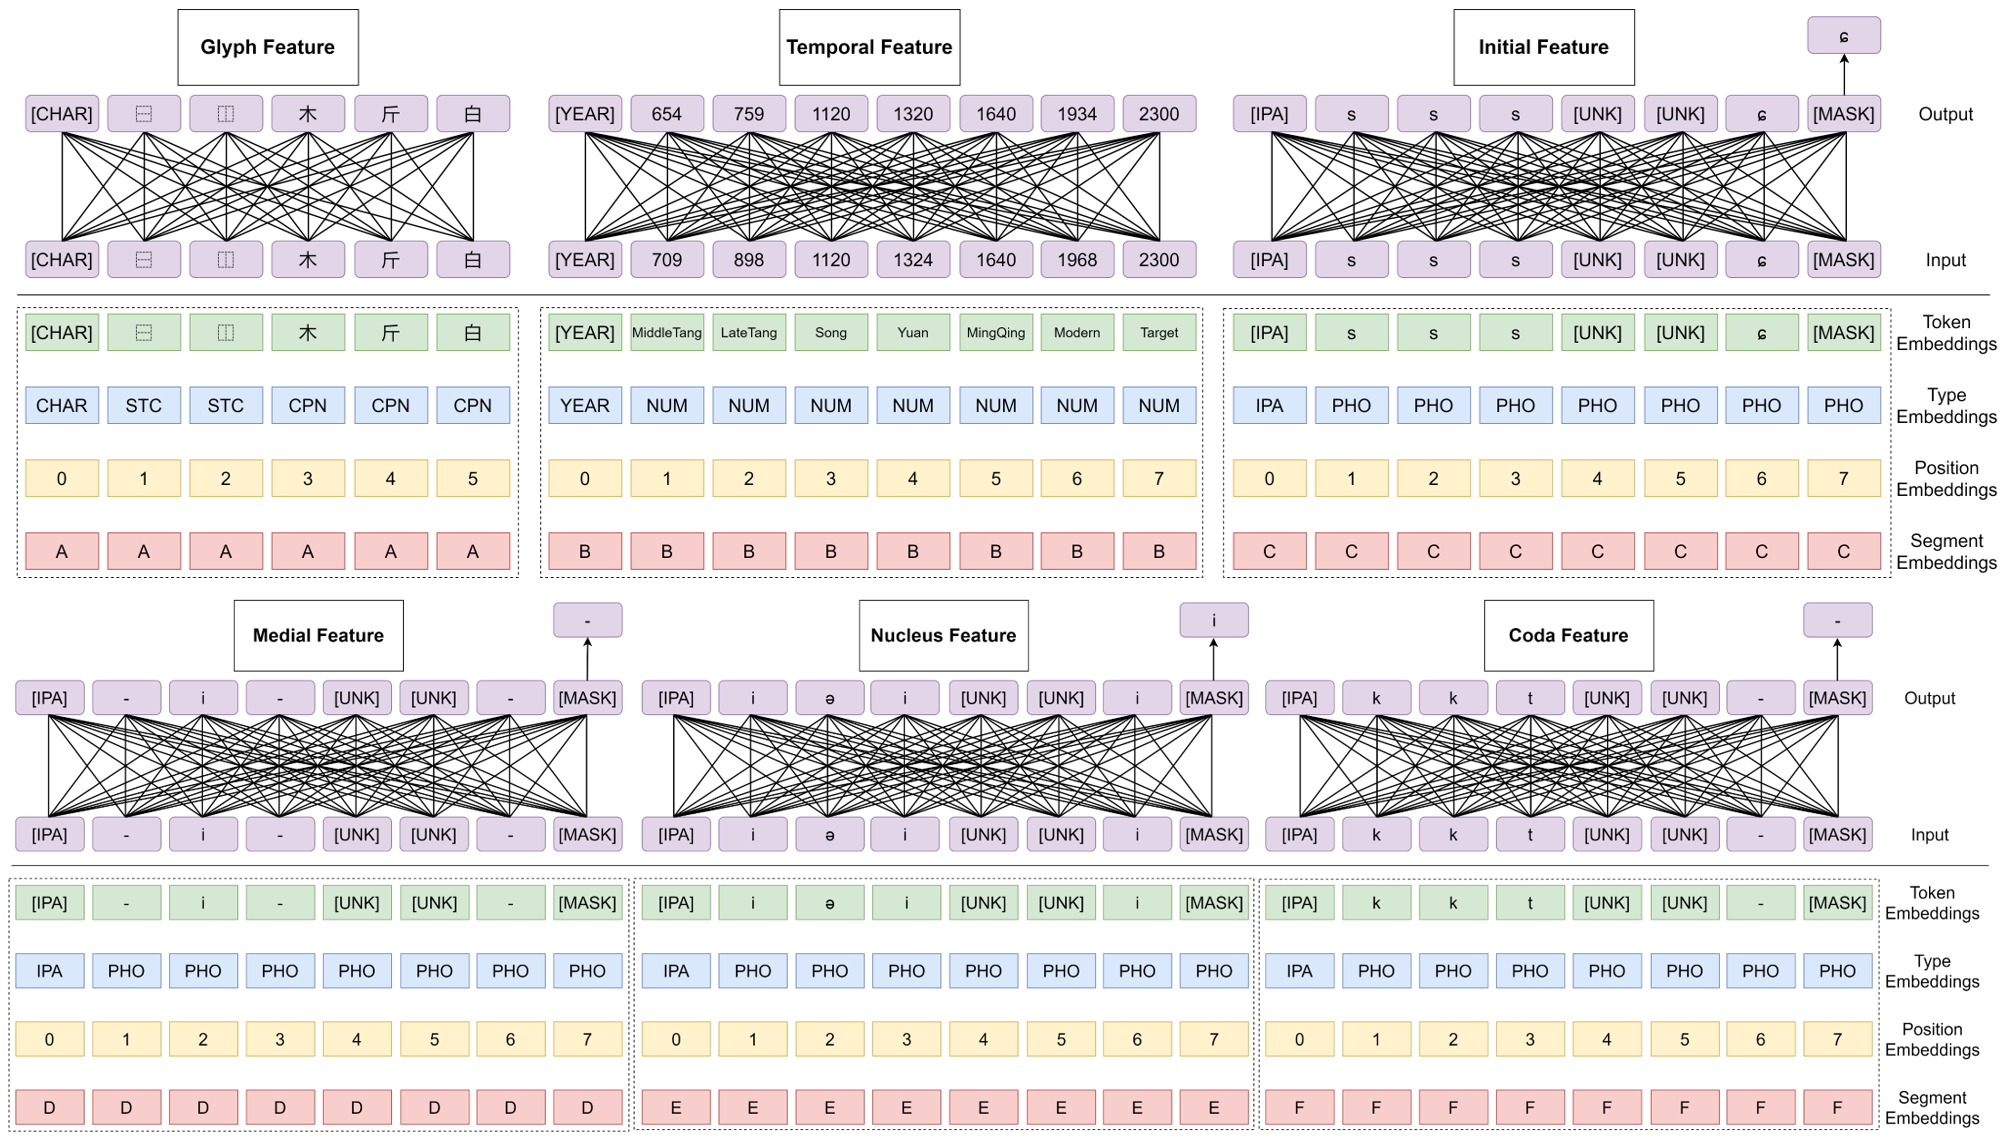 Glyph Feature
Temporal Feature
Initial Feature
ɕ
[CHAR] ⿱ ⿰ 木 斤 白
[YEAR] 654 759 1120 1320 1640 1934 2300
[IPA] s s s [UNK] [UNK] ɕ [MASK]
Output
[CHAR] ⿱ ⿰ 木 斤 白
[YEAR] 709 898 1120 1324 1640 1968 2300
[IPA] s s s [UNK] [UNK] ɕ [MASK]
Input
[CHAR] ⿱ ⿰ 木 斤 白
[YEAR] MiddleTang LateTang Song Yuan MingQing Modern Target
[IPA] s s s [UNK] [UNK] ɕ [MASK]
Token
Embeddings
CHAR STC STC CPN CPN CPN
YEAR NUM NUM NUM NUM NUM NUM NUM
IPA PHO PHO PHO PHO PHO PHO PHO
Type
Embeddings
0 1 2 3 4 5
0 1 2 3 4 5 6 7
0 1 2 3 4 5 6 7
Position
Embeddings
A A A A A A
B B B B B B B B
C C C C C C C C
Segment
Embeddings
Medial Feature
-
Nucleus Feature
i
Coda Feature
-
[IPA] - i - [UNK] [UNK] - [MASK]
[IPA] i ə i [UNK] [UNK] i [MASK]
[IPA] k k t [UNK] [UNK] - [MASK]
Output
[IPA] - i - [UNK] [UNK] - [MASK]
[IPA] i ə i [UNK] [UNK] i [MASK]
[IPA] k k t [UNK] [UNK] - [MASK]
Input
[IPA] - i - [UNK] [UNK] - [MASK]
[IPA] i ə i [UNK] [UNK] i [MASK]
[IPA] k k t [UNK] [UNK] - [MASK]
Token
Embeddings
IPA PHO PHO PHO PHO PHO PHO PHO
IPA PHO PHO PHO PHO PHO PHO PHO
IPA PHO PHO PHO PHO PHO PHO PHO
Type
Embeddings
0 1 2 3 4 5 6 7
0 1 2 3 4 5 6 7
0 1 2 3 4 5 6 7
Position
Embeddings
D D D D D D D D
E E E E E E E E
F F F F F F F F
Segment
Embeddings